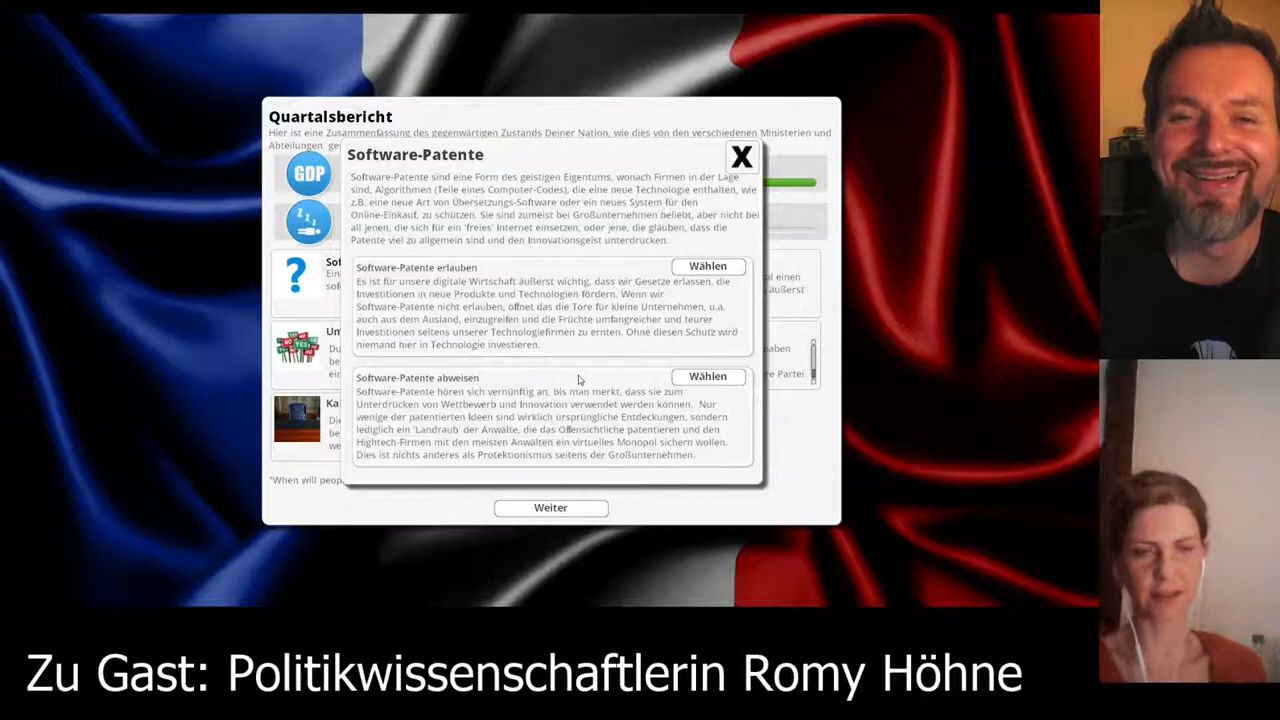 Quartalsbericht
Hier ist eine Zusammenfassung des gegenwärtigen Zustands Deiner Nation, wie dies von den verschiedenen Ministerien und
Abteilungen
GDP
Software-Patente
X
Software-Patente sind eine Form des geistigen Eigentums, wonach Firmen in der Lage
sind, Algorithmen (Teile eines Computer-Codes), die eine neue Technologie enthalten, wie
z.B. eine neue Art von Übersetzungs-Software oder ein neues System für den
Online-Einkauf, zu schützen. Sie sind zumeist bei Großunternehmen beliebt, aber nicht bei
all jenen, die sich für ein 'freies' Internet einsetzen, oder jene, die glauben, dass die
Patente viel zu allgemein sind und den Innovationsgeist unterdrücken.
Software-Patente erlauben
Wählen
Es ist für unsere digitale Wirtschaft äußerst wichtig, dass wir Gesetze erlassen, die
Investitionen in neue Produkte und Technologien fördern. Wenn wir
Software-Patente nicht erlauben, öffnet das die Tore für kleine Unternehmen, u.a.
auch aus dem Ausland, einzugreifen und die Früchte umfangreicher und teurer
Investitionen seitens unserer Technologiefirmen zu ernten. Ohne diesen Schutz wird
niemand hier in Technologie investieren.
Software-Patente abweisen
Wählen
Software-Patente hören sich vernünftig an, bis man merkt, dass sie zum
Unterdrücken von Wettbewerb und Innovation verwendet werden können. Nur
wenige der patentierten Ideen sind wirklich ursprüngliche Entdeckungen, sondern
lediglich ein 'Landraub' der Anwälte, die das Offensichtliche patentieren und den
Hightech-Firmen mit den meisten Anwälten ein virtuelles Monopol sichern wollen.
Dies ist nichts anderes als Protektionismus seitens der Großunternehmen.
al einen
äußerst
haben
re Partei
"When will peop
Weiter
Zu Gast: Politikwissenschaftlerin Romy Höhne